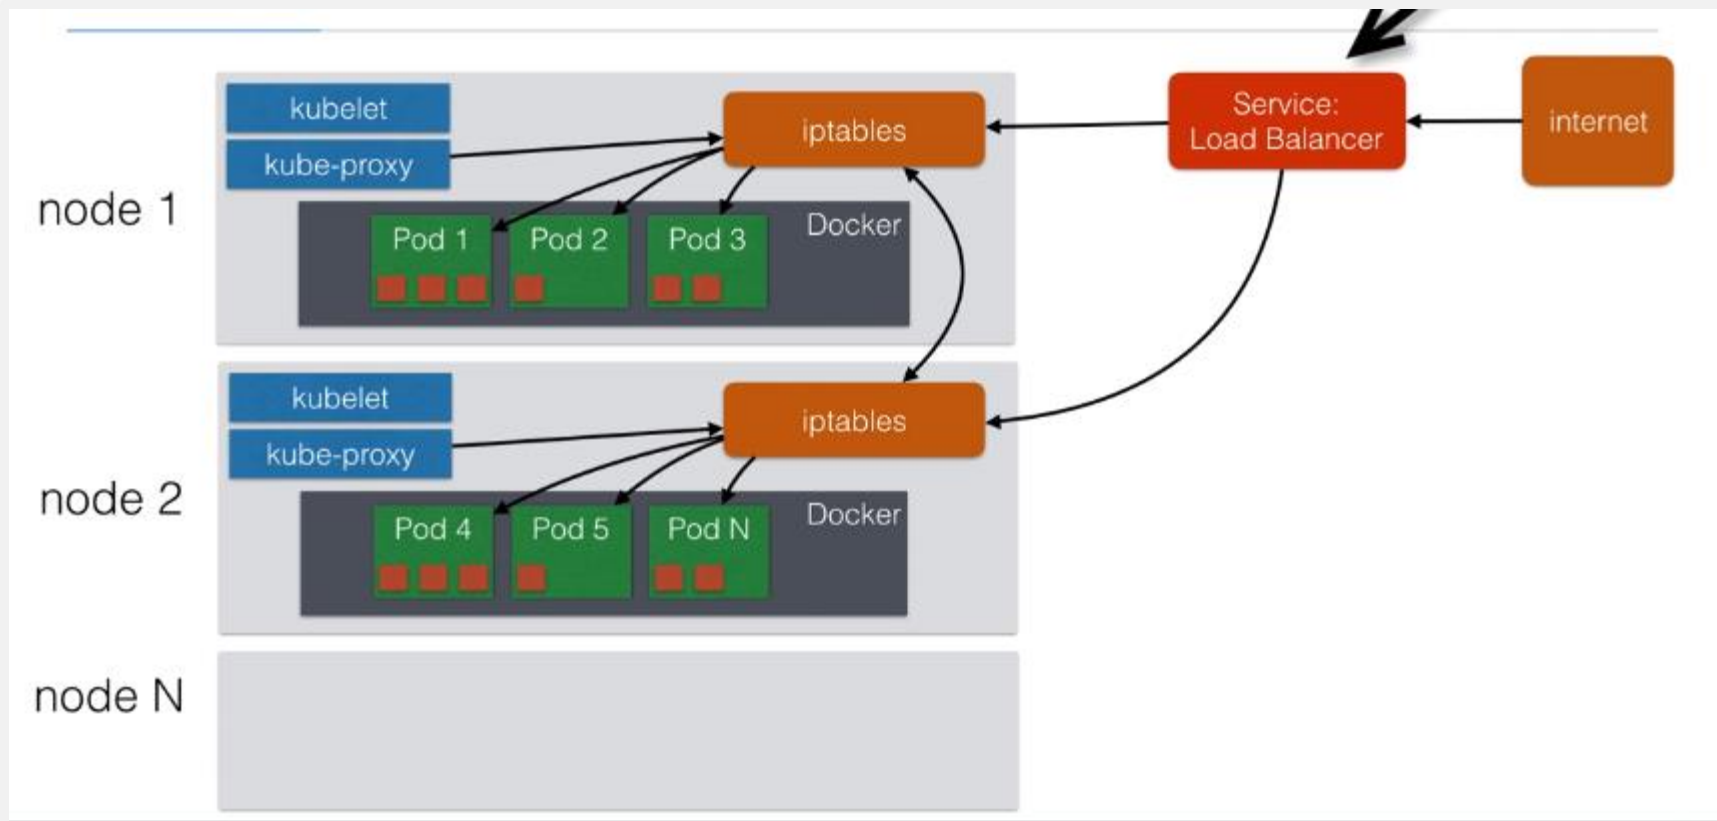 kubelet
kube-proxy
iptables
Service:
Load Balancer
internet
node 1
Docker
Pod 1
Pod 2
Pod 3
kubelet
kube-proxy
iptables
node 2
Docker
Pod 4
Pod 5
Pod N
node N